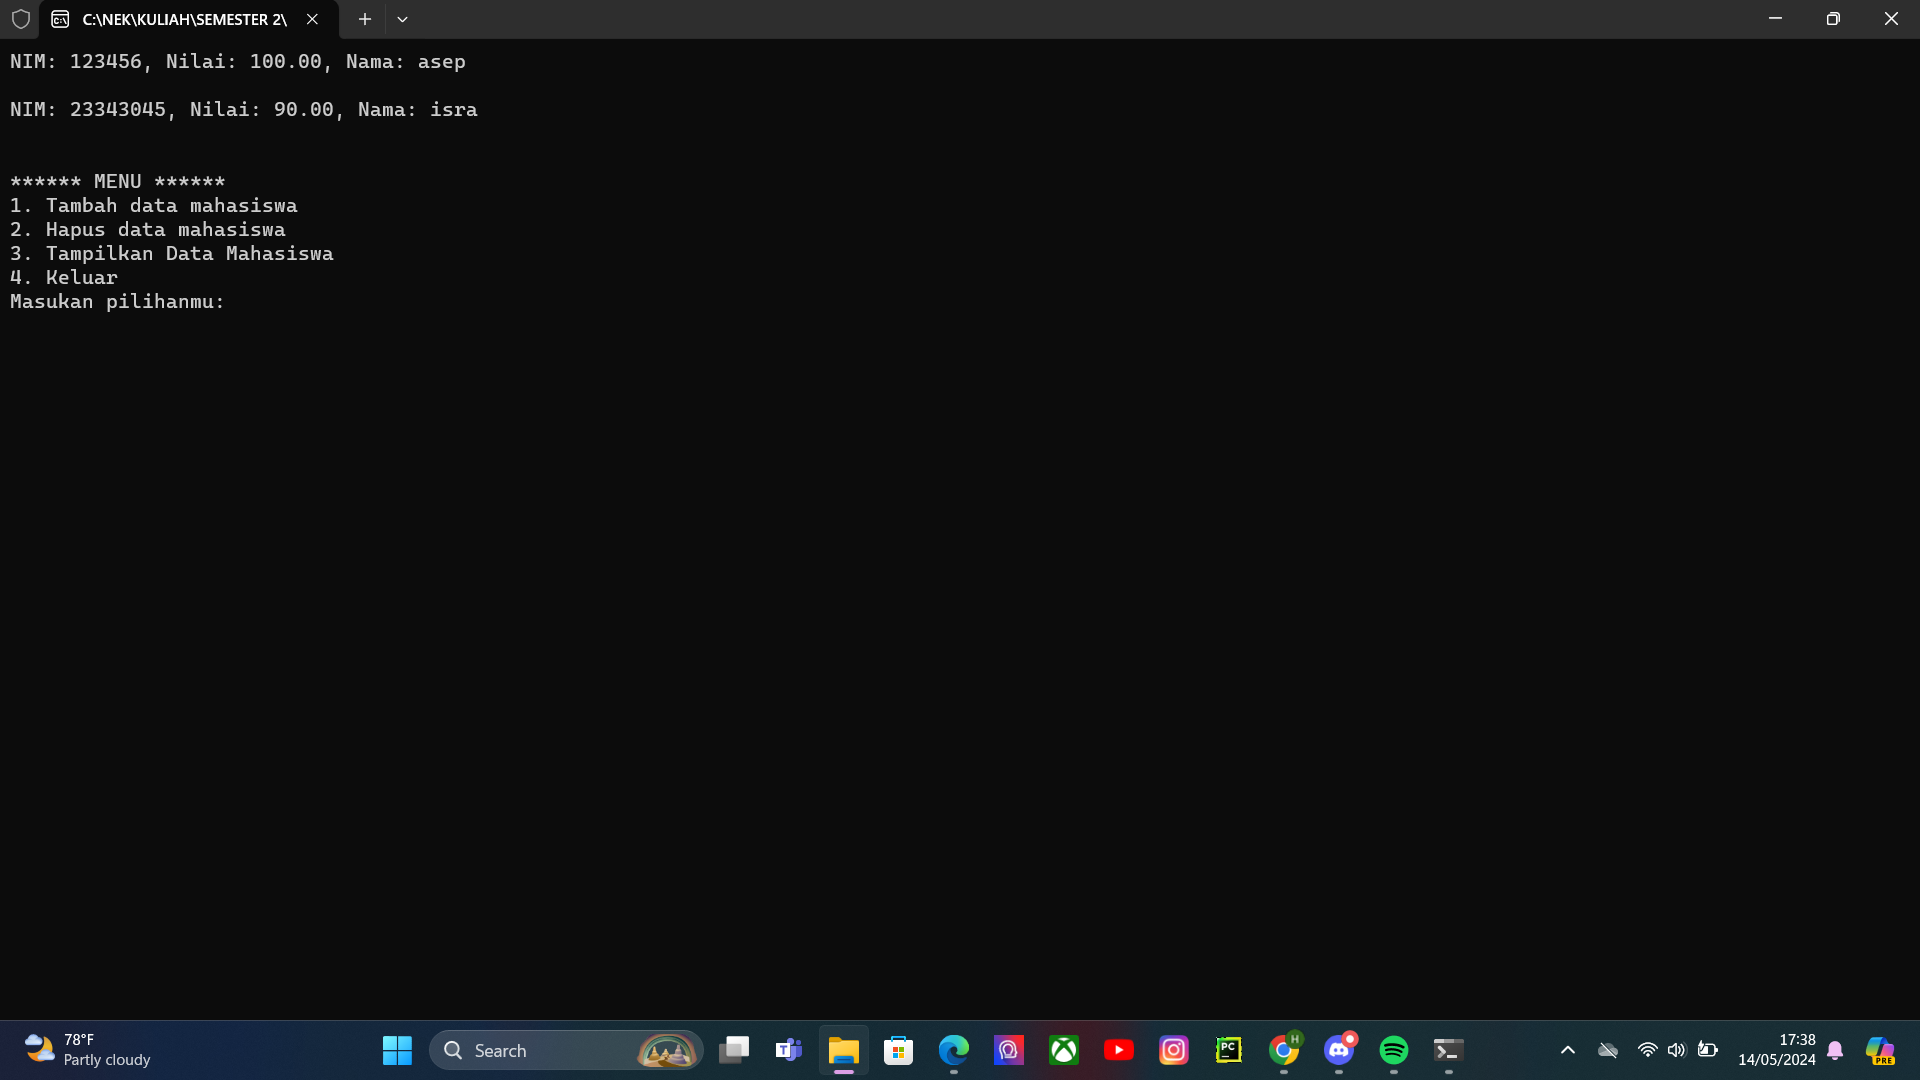 C:\NEK\KULIAH\SEMESTER 2\
NIM: 123456, Nilai: 100.00, Nama: asep
NIM: 23343045, Nilai: 90.00, Nama: isra
****** MENU ******
1. Tambah data mahasiswa
2. Hapus data mahasiswa
3. Tampilkan Data Mahasiswa
4. Keluar
Masukan pilihanmu:
78°F
Partly cloudy
Search
PC
H
17:38
14/05/2024
PRE